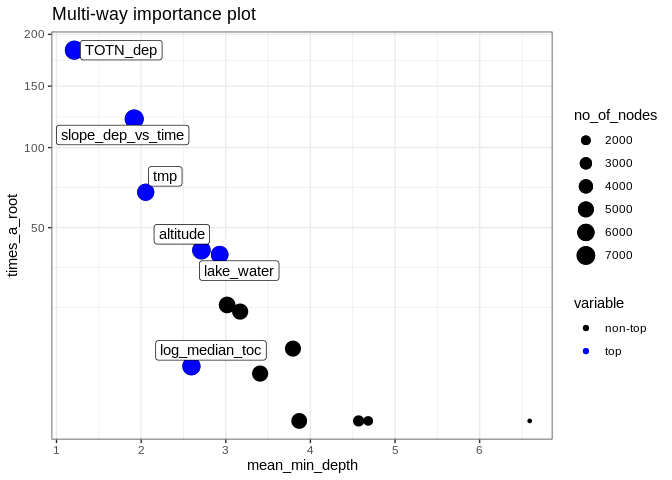 Multi-way importance plot
200
150
100
50
times_a_root
TOTN_dep
slope_dep_vs_time
tmp
altitude
lake_water
log_median_toc
1 2 3 4 5 6
mean_min_depth
no_of_nodes
2000
3000
4000
5000
6000
7000
variable
non-top
top